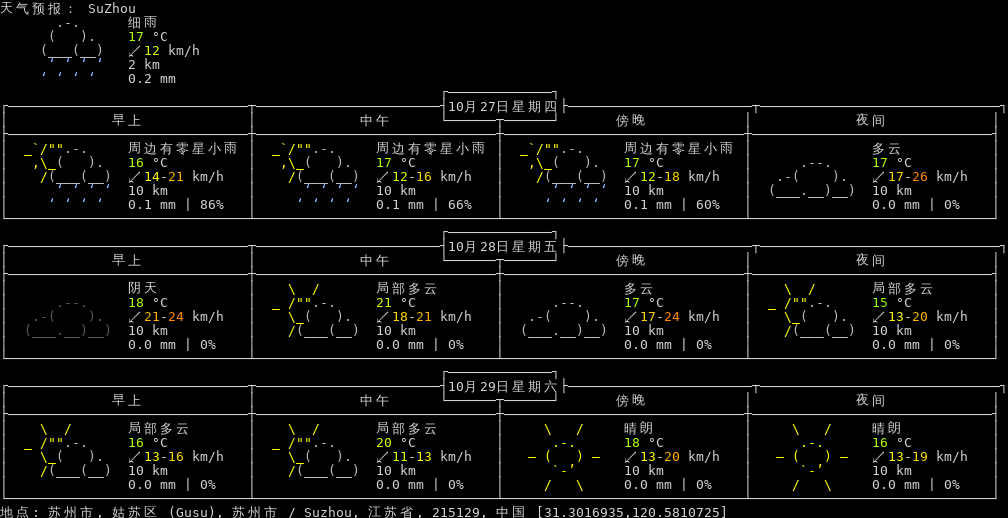 天气预报： SuZhou
细雨
17 °C
↙12 km/h
2 km
0.2 mm
10月27日星期四
早上 中午 傍晚 夜间
周边有零星小雨 周边有零星小雨 周边有零星小雨 多云
16 °C 17 °C 17 °C 17 °C
↙14-21 km/h ↙12-16 km/h ↙12-18 km/h ↙17-26 km/h
10 km 10 km 10 km 10 km
0.1 mm | 86% 0.1 mm | 66% 0.1 mm | 60% 0.0 mm | 0%
10月28日星期五
早上 中午 傍晚 夜间
阴天 局部多云 多云 局部多云
18 °C 21 °C 17 °C 15 °C
↙21-24 km/h ↙18-21 km/h ↙17-24 km/h ↙13-20 km/h
10 km 10 km 10 km 10 km
0.0 mm | 0% 0.0 mm | 0% 0.0 mm | 0% 0.0 mm | 0%
10月29日星期六
早上 中午 傍晚 夜间
局部多云 局部多云 晴朗 晴朗
16 °C 20 °C 18 °C 16 °C
↙13-16 km/h ↙11-13 km/h ↙13-20 km/h ↙13-19 km/h
10 km 10 km 10 km 10 km
0.0 mm | 0% 0.0 mm | 0% 0.0 mm | 0% 0.0 mm | 0%
地点: 苏州市, 姑苏区 (Gusu), 苏州市 / Suzhou, 江苏省, 215129, 中国 [31.3016935,120.5810725]